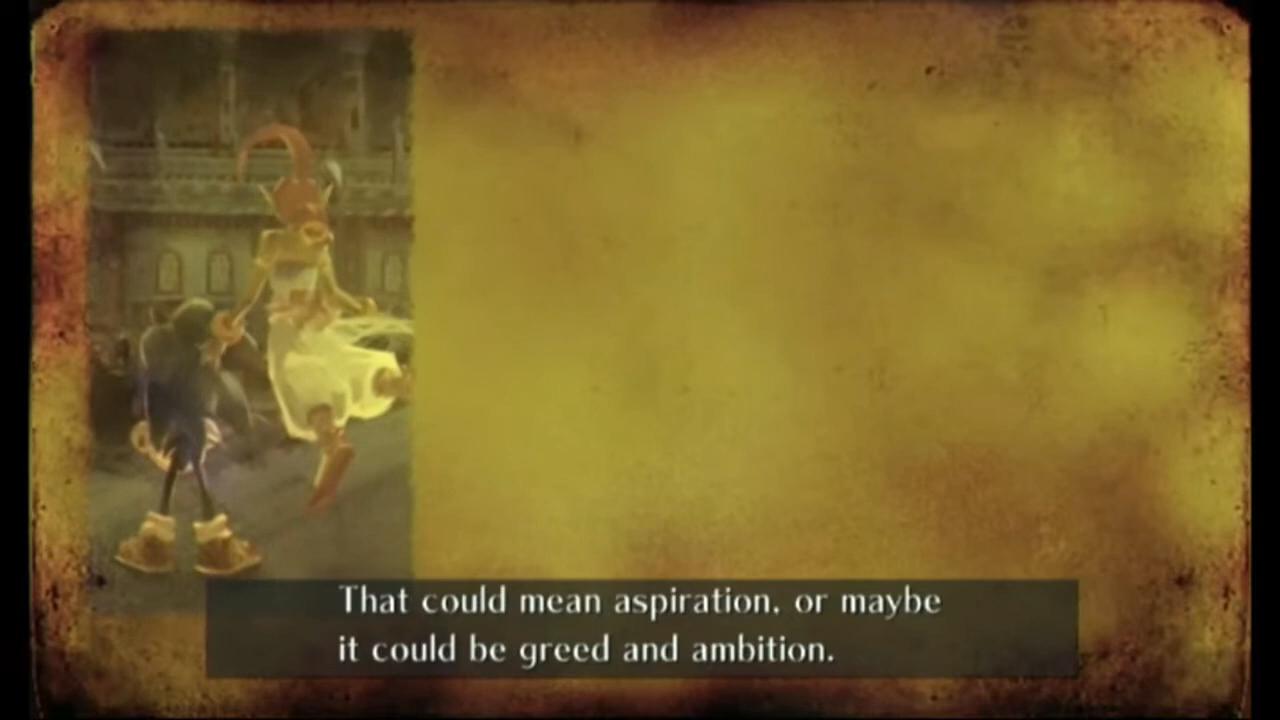 That could mean aspiration, or maybe
it could be greed and ambition.